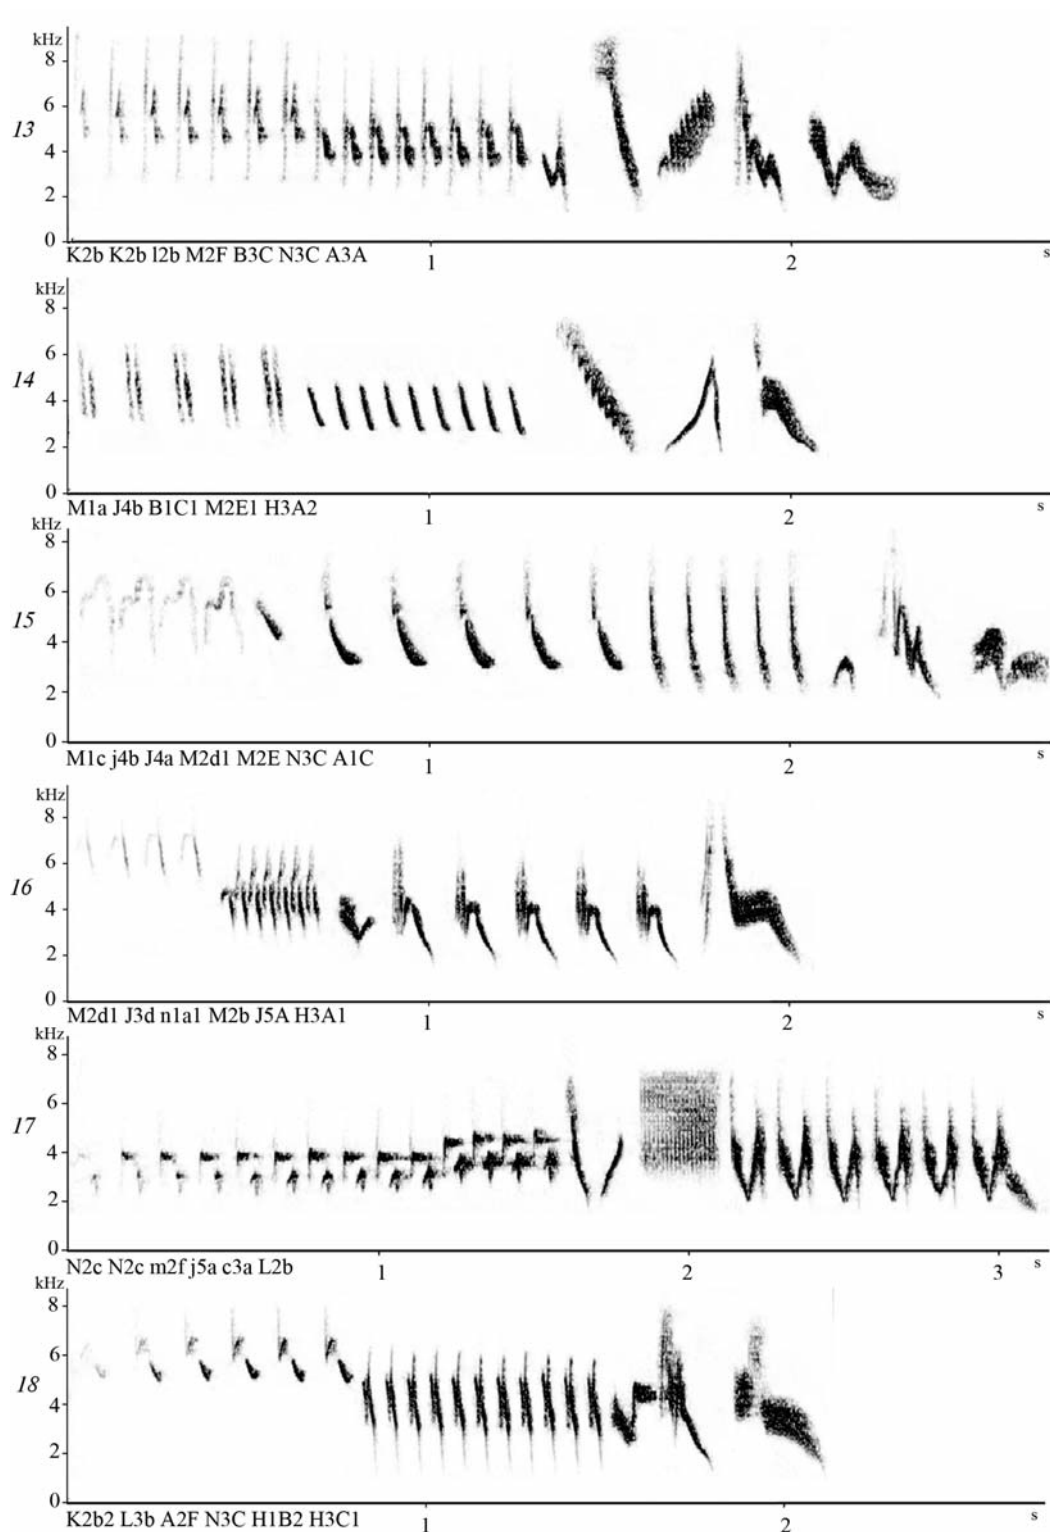 kHz
8
6
13
4
2
0
K2b K2b l2b M2F B3C N3C A3A
1
2
s
kHz
8
6
14
4
2
0
M1a J4b B1C1 M2E1 H3A2
1
2
s
kHz
8
6
15
4
2
0
M1c j4b J4a M2d1 M2E N3C A1C
1
2
s
kHz
8
6
16
4
2
0
M2d1 J3d n1a1 M2b J5A H3A1
1
2
s
kHz
8
6
17
4
2
0
N2c N2c m2f j5a c3a L2b
1
2
3
s
kHz
8
6
18
4
2
0
K2b2 L3b A2F N3C H1B2 H3C1
1
2
s